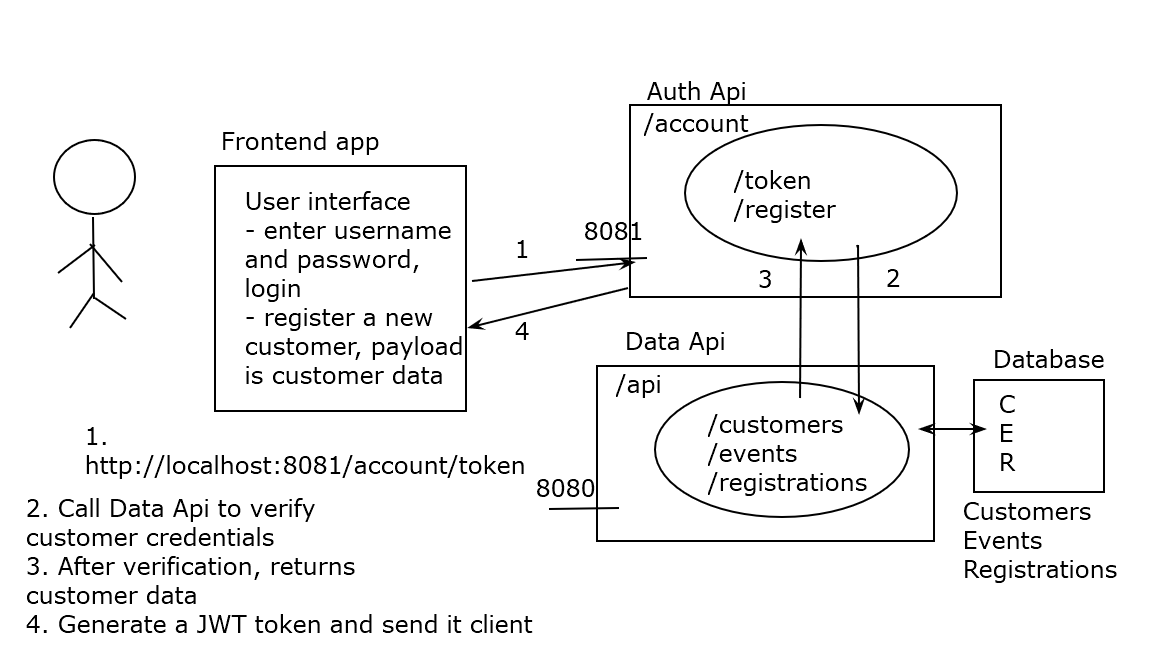 Auth Api
/account
/token
/register
Frontend app
User interface
- enter username
and password,
login
- register a new
customer, payload
is customer data
8081
1
3
2
4
Data Api
/api
/customers
/events
/registrations
8080
Database
C
E
R
Customers
Events
Registrations
1.
http://localhost:8081/account/token
2. Call Data Api to verify
customer credentials
3. After verification, returns
customer data
4. Generate a JWT token and send it client